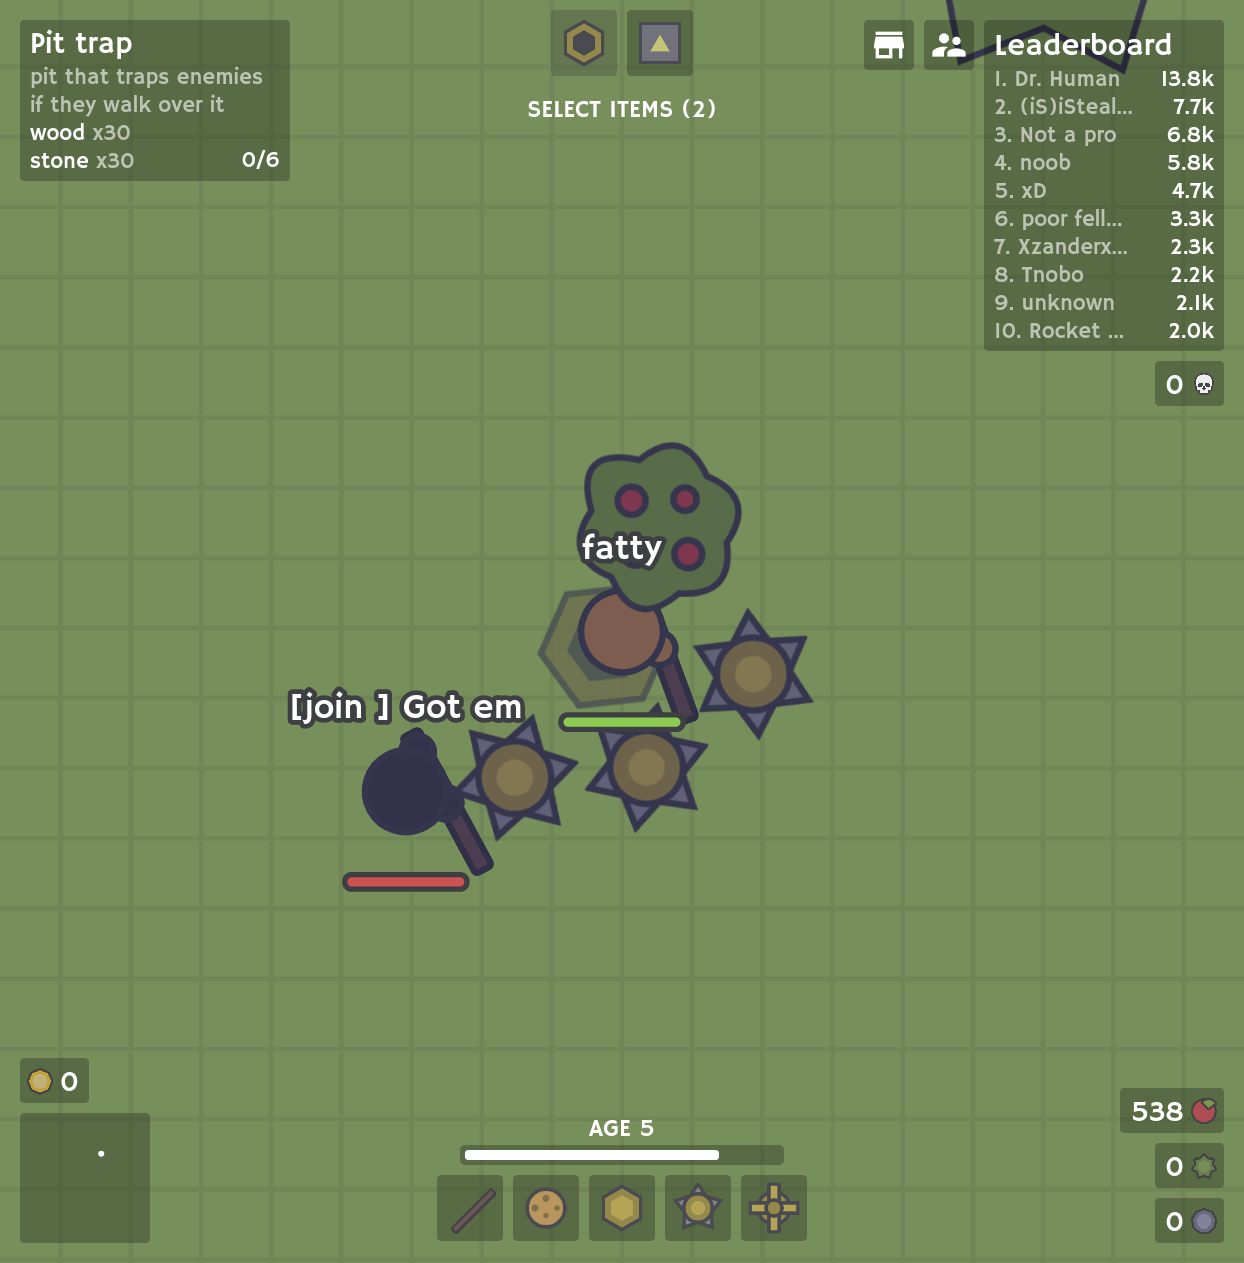 Pit trap
pit that traps enemies
if they walk over it
wood x30
stone x30 0/6
SELECT ITEMS (2)
Leaderboard
1. Dr. Human 13.8k
2. (iS)iSteal... 7.7k
3. Not a pro 6.8k
4. noob 5.8k
5. xD 4.7k
6. poor fell... 3.3k
7. Xzanderx... 2.3k
8. Tnobo 2.2k
9. unknown 2.1k
10. Rocket ... 2.0k
0
fatty
[join ] Got em
0
AGE 5
538
0
0